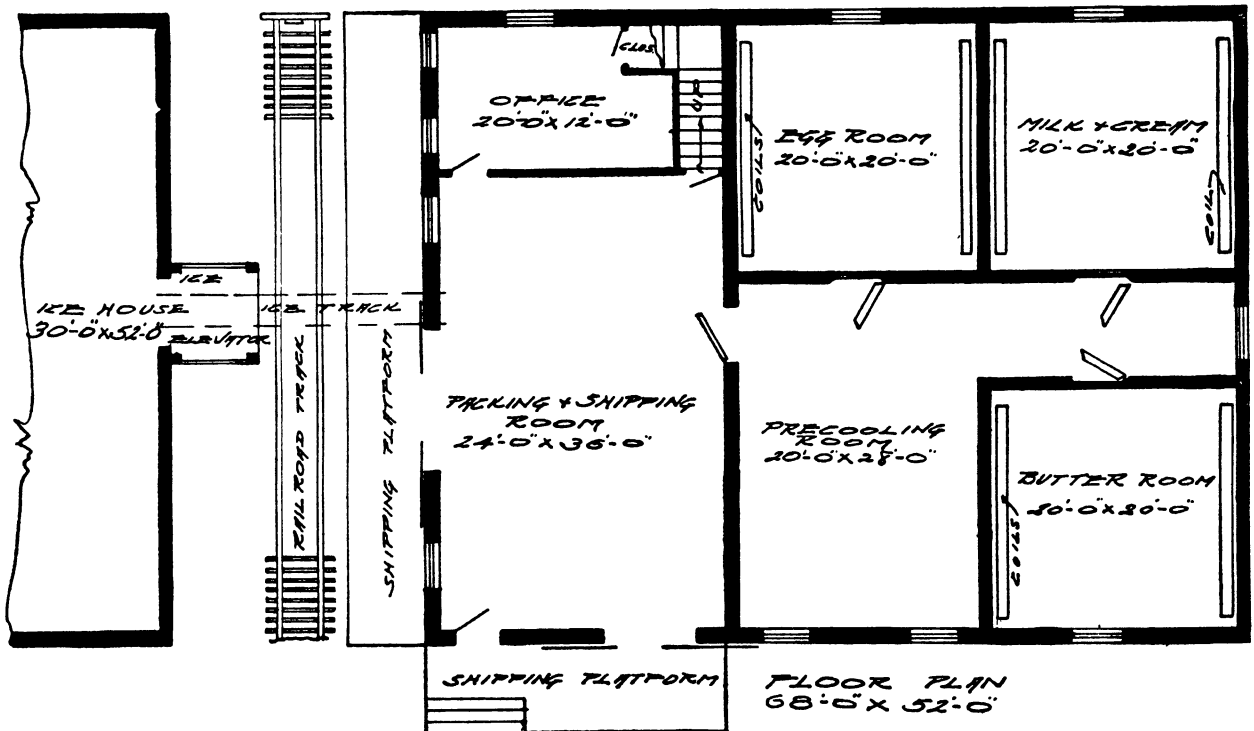 CLOS.
UP
OFFICE
20'-0" X 12'-0"
EGG ROOM
20'-0" X 20'-0"
COILS
MILK + CREAM
20'-0" X 20'-0"
COILS
ICE
ICE HOUSE
30'-0" X 52'-0"
ELEVATOR
ICE TRACK
RAILROAD TRACK
SHIPPING PLATFORM
PACKING + SHIPPING
ROOM
24'-0" X 36'-0"
PRECOOLING
ROOM
20'-0" X 28'-0"
BUTTER ROOM
20'-0" X 20'-0"
COILS
SHIPPING PLATFORM
FLOOR PLAN
68'-0" X 52'-0"